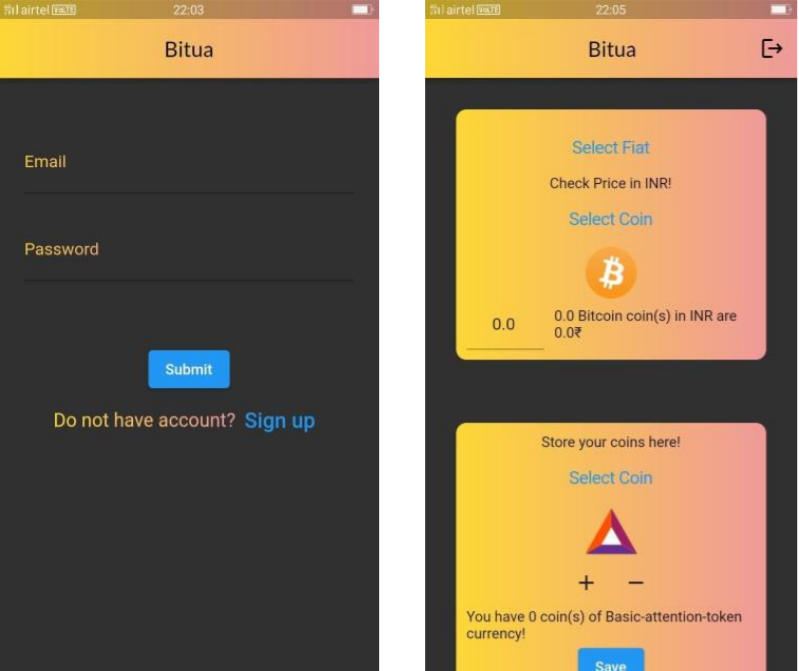 airtel VoLTE 22:03
Bitua
Email
Password
Submit
Do not have account? Sign up
airtel VoLTE 22:05
Bitua
Select Fiat
Check Price in INR!
Select Coin
0.0
0.0 Bitcoin coin(s) in INR are
0.0₹
Store your coins here!
Select Coin
+ −
You have 0 coin(s) of Basic-attention-token
currency!
Save